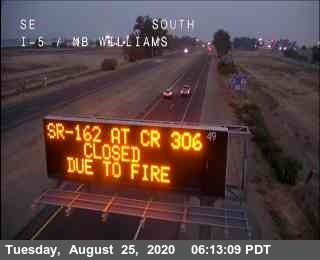 SE SOUTH
I-5 / NB WILLIAMS
SR-162 AT CR 306
CLOSED
DUE TO FIRE
49
Tuesday, August 25, 2020 06:13:09 PDT